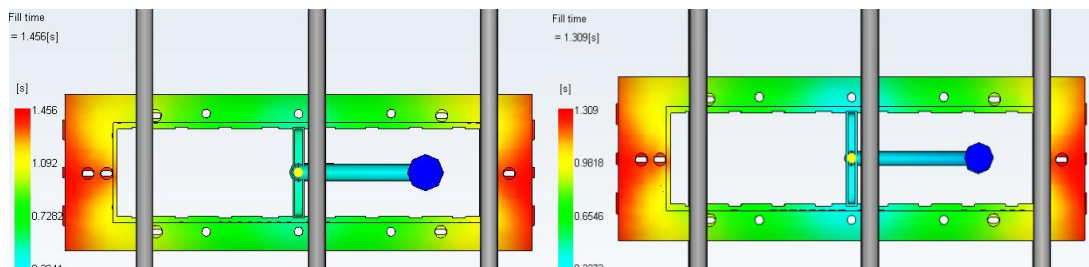 Fill time
= 1.456[s]
[s]
1.456
1.092
0.7282
Fill time
= 1.309[s]
[s]
1.309
0.9818
0.6546